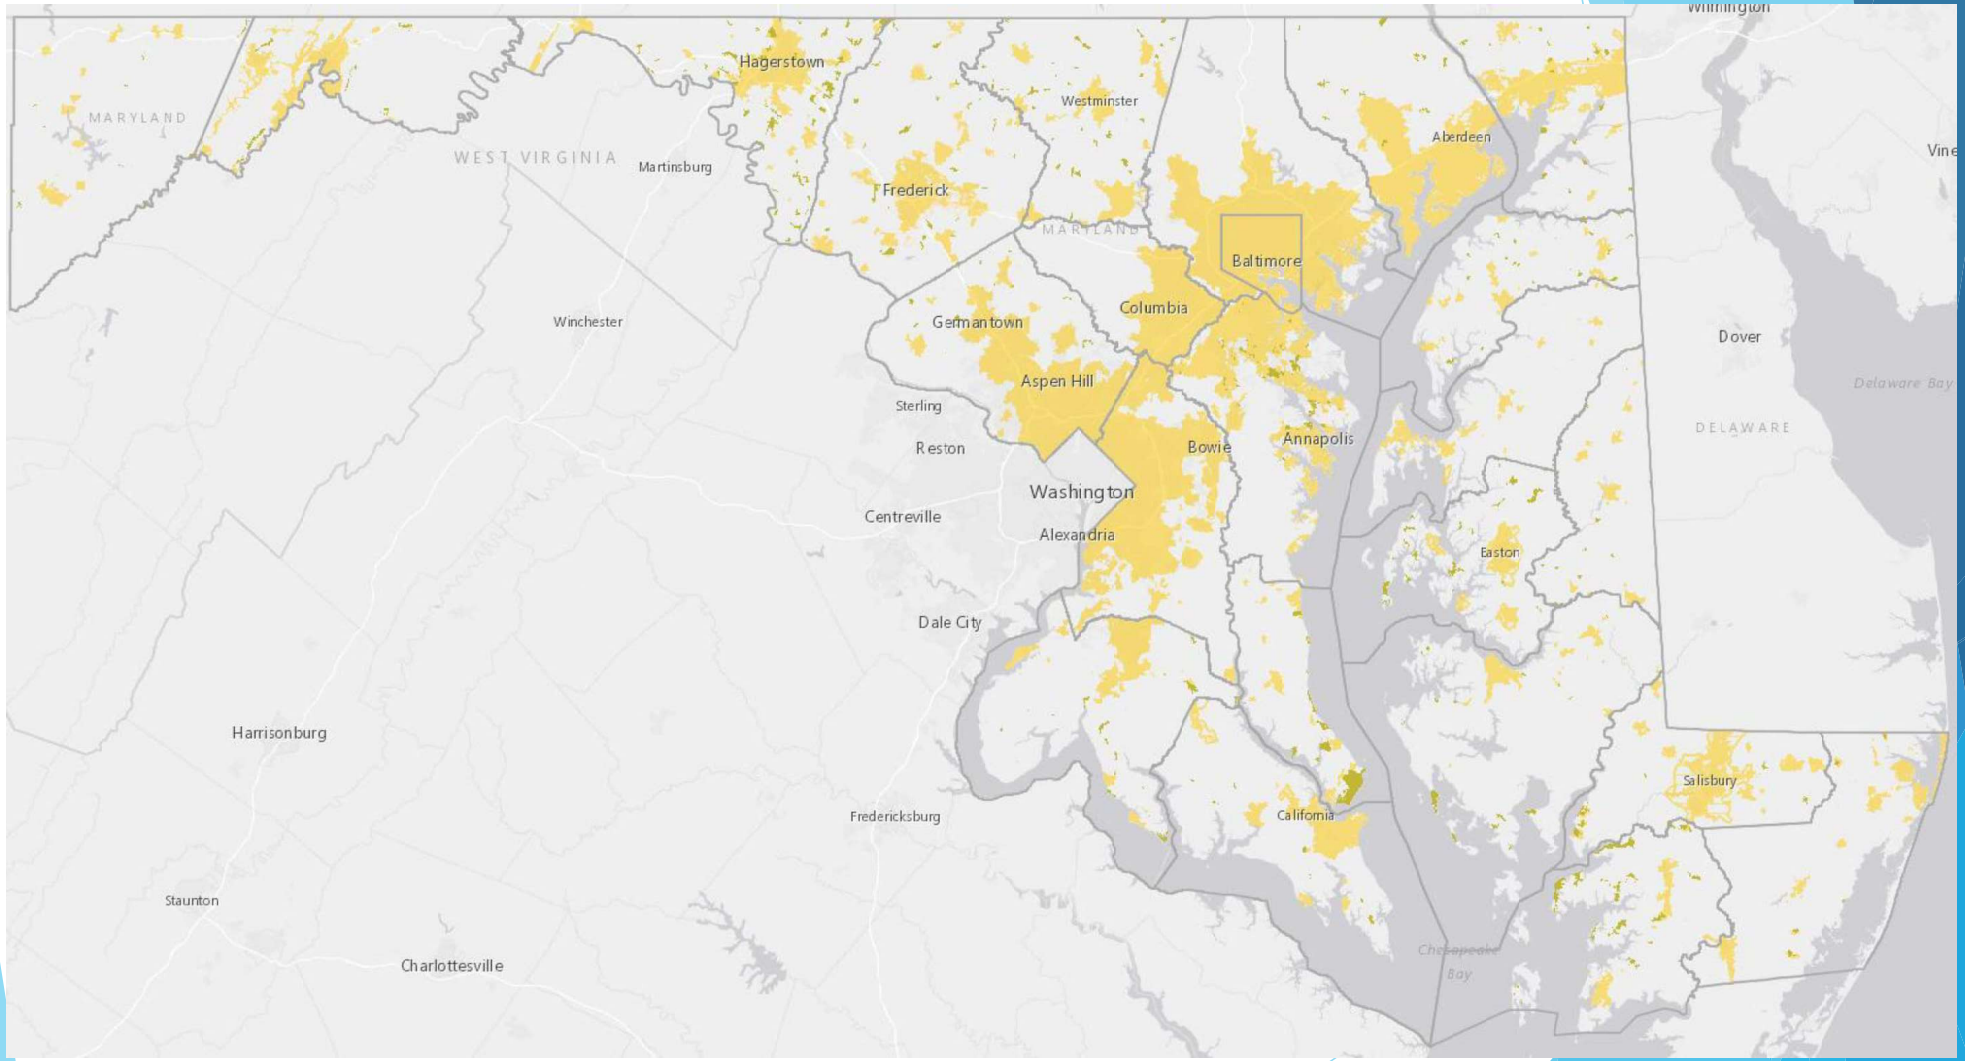 Wilmington
Hagerstown
Westminster
MARYLAND
Aberdeen
Vine
WEST VIRGINIA
Martinsburg
Frederick
MARYLAND
Baltimore
Columbia
Winchester
Germantown
Dover
Aspen Hill
Delaware Bay
Sterling
DELAWARE
Annapolis
Reston
Bowie
Washington
Centreville
Alexandria
Easton
Dale City
Harrisonburg
Salisbury
Fredericksburg
California
Staunton
Chesapeake
Bay
Charlottesville